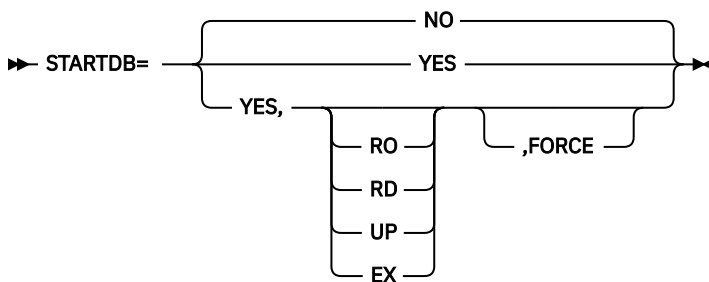 NO
STARTDB= YES
YES,
RO ,FORCE
RD
UP
EX